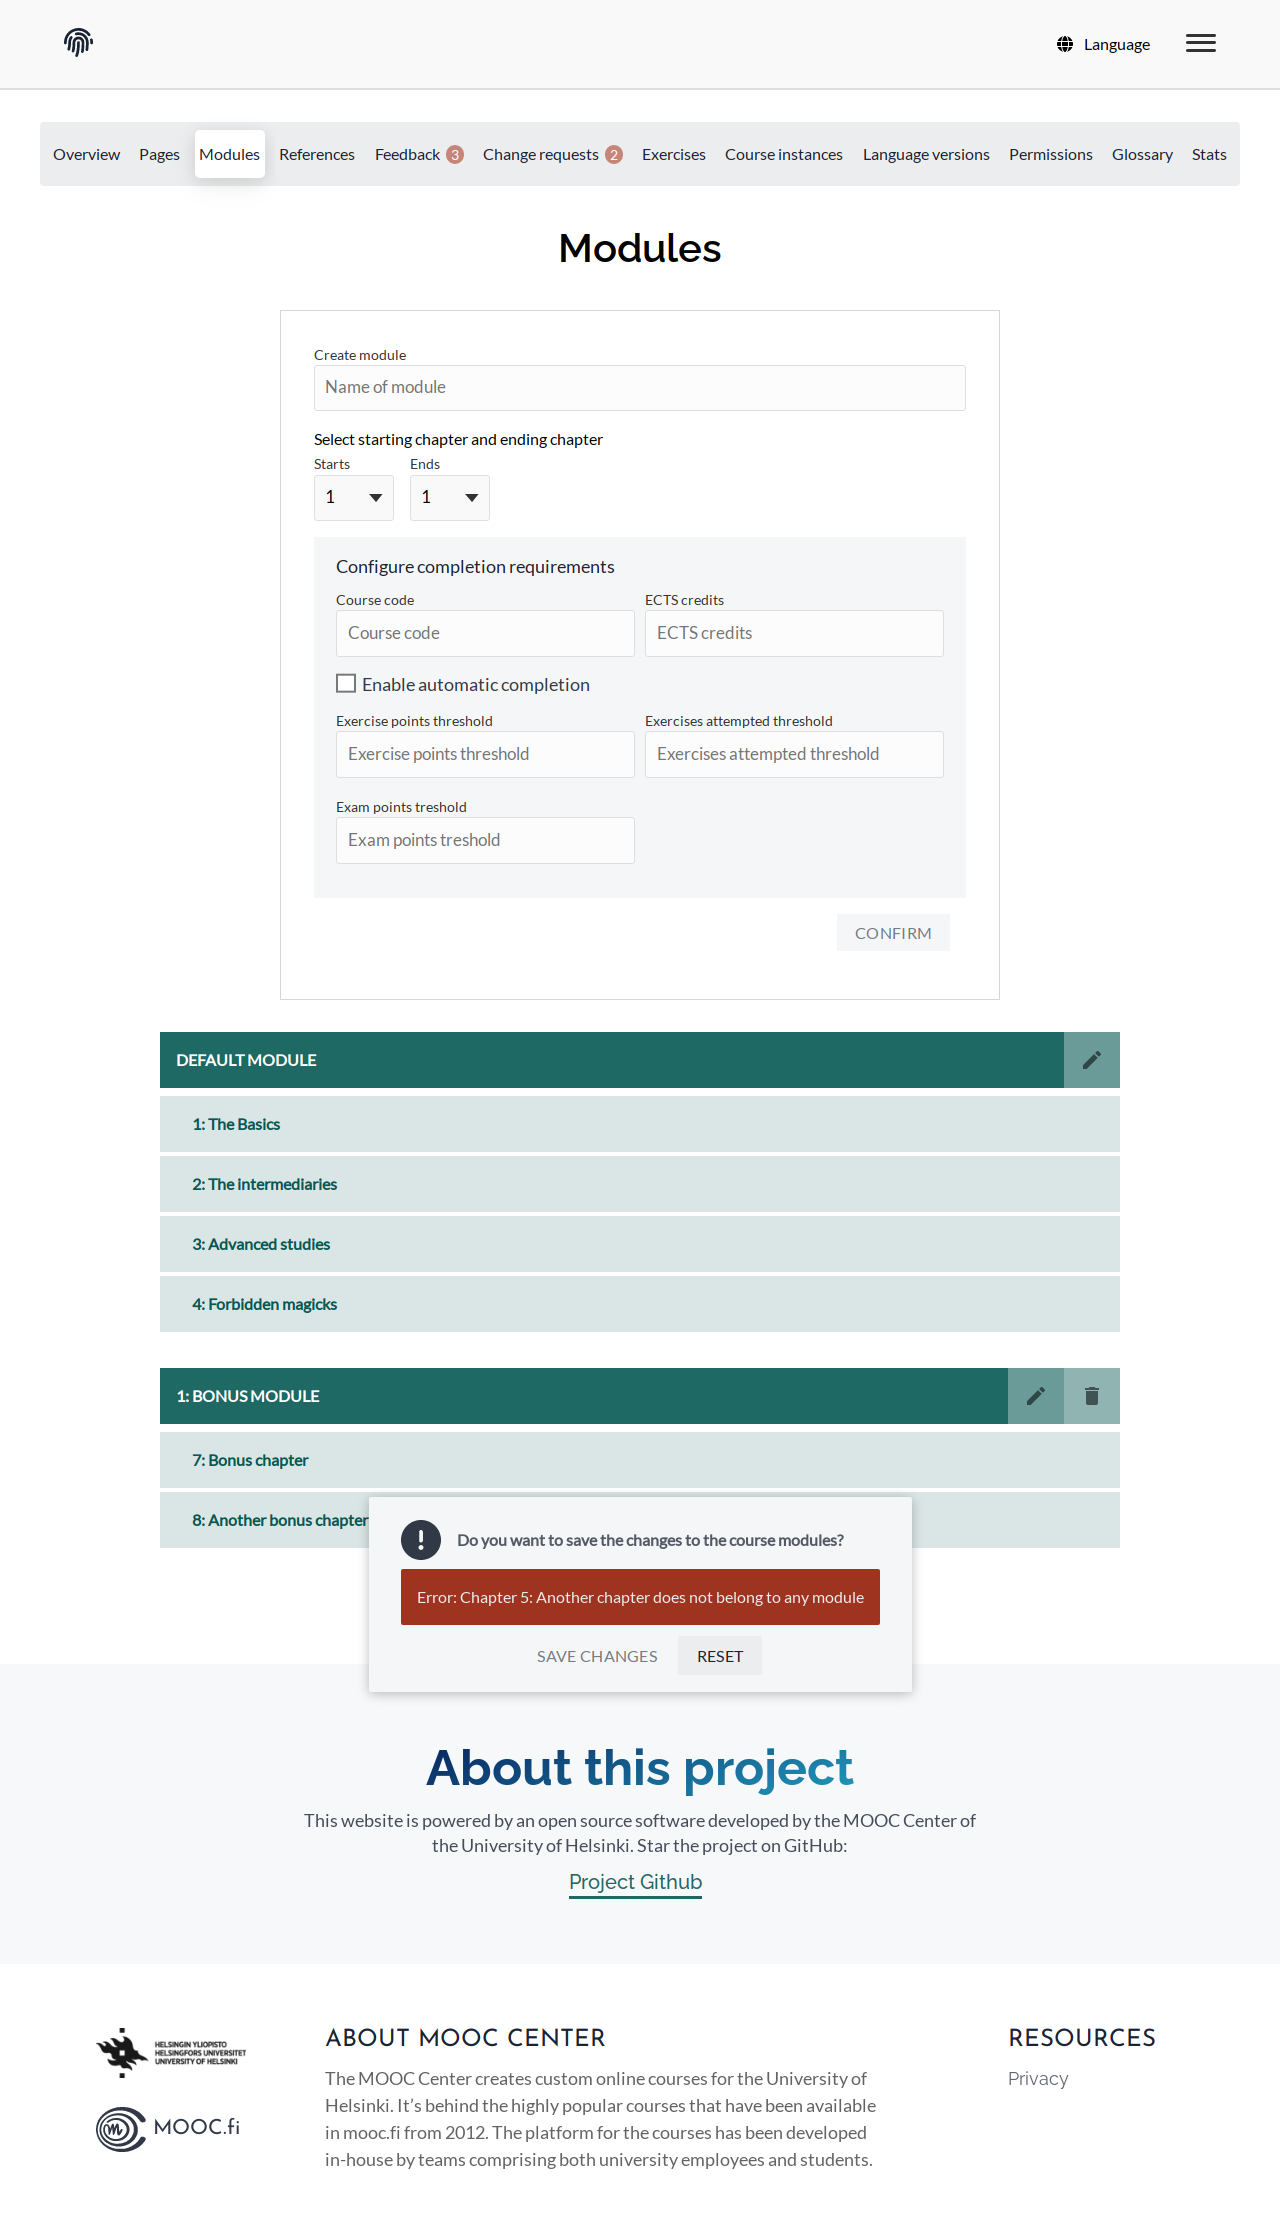 Language
Overview
Pages
Modules
References
Feedback 3
Change requests 2
Exercises
Course instances
Language versions
Permissions
Glossary
Stats
Modules
Create module
Name of module
Select starting chapter and ending chapter
Starts
Ends
1
1
Configure completion requirements
Course code
ECTS credits
Course code
ECTS credits
Enable automatic completion
Exercise points threshold
Exercises attempted threshold
Exercise points threshold
Exercises attempted threshold
Exam points treshold
Exam points treshold
CONFIRM
DEFAULT MODULE
1: The Basics
2: The intermediaries
3: Advanced studies
4: Forbidden magicks
1: BONUS MODULE
7: Bonus chapter
8: Another bonus chapter
Do you want to save the changes to the course modules?
Error: Chapter 5: Another chapter does not belong to any module
SAVE CHANGES
RESET
About this project
This website is powered by an open source software developed by the MOOC Center of
the University of Helsinki. Star the project on GitHub:
Project Github
HELSINGIN YLIOPISTO
HELSINGFORS UNIVERSITET
UNIVERSITY OF HELSINKI
MOOC.fi
ABOUT MOOC CENTER
The MOOC Center creates custom online courses for the University of
Helsinki. It’s behind the highly popular courses that have been available
in mooc.fi from 2012. The platform for the courses has been developed
in-house by teams comprising both university employees and students.
RESOURCES
Privacy